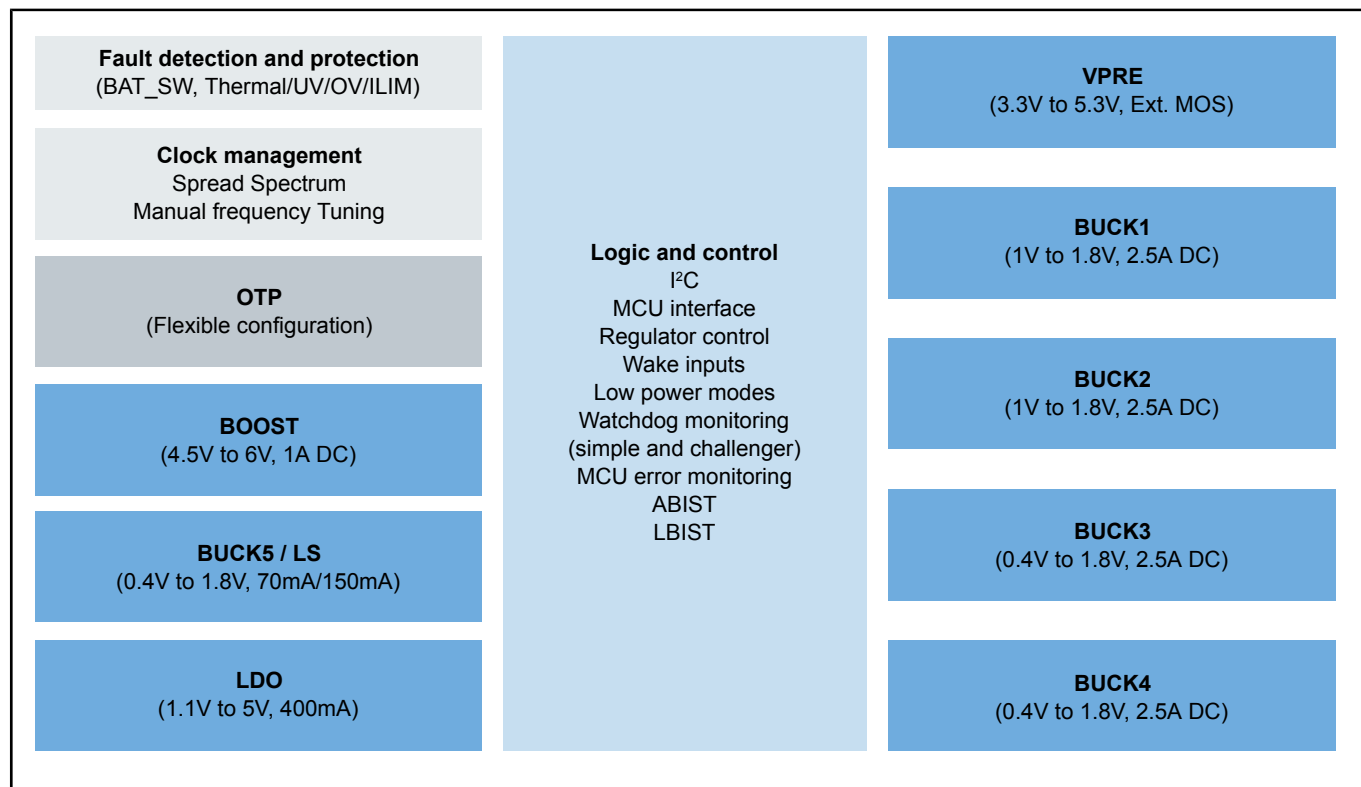 Fault detection and protection
(BAT_SW, Thermal/UV/OV/ILIM)
Clock management
Spread Spectrum
Manual frequency Tuning
OTP
(Flexible configuration)
BOOST
(4.5V to 6V, 1A DC)
BUCK5 / LS
(0.4V to 1.8V, 70mA/150mA)
LDO
(1.1V to 5V, 400mA)
Logic and control
I²C
MCU interface
Regulator control
Wake inputs
Low power modes
Watchdog monitoring
(simple and challenger)
MCU error monitoring
ABIST
LBIST
VPRE
(3.3V to 5.3V, Ext. MOS)
BUCK1
(1V to 1.8V, 2.5A DC)
BUCK2
(1V to 1.8V, 2.5A DC)
BUCK3
(0.4V to 1.8V, 2.5A DC)
BUCK4
(0.4V to 1.8V, 2.5A DC)